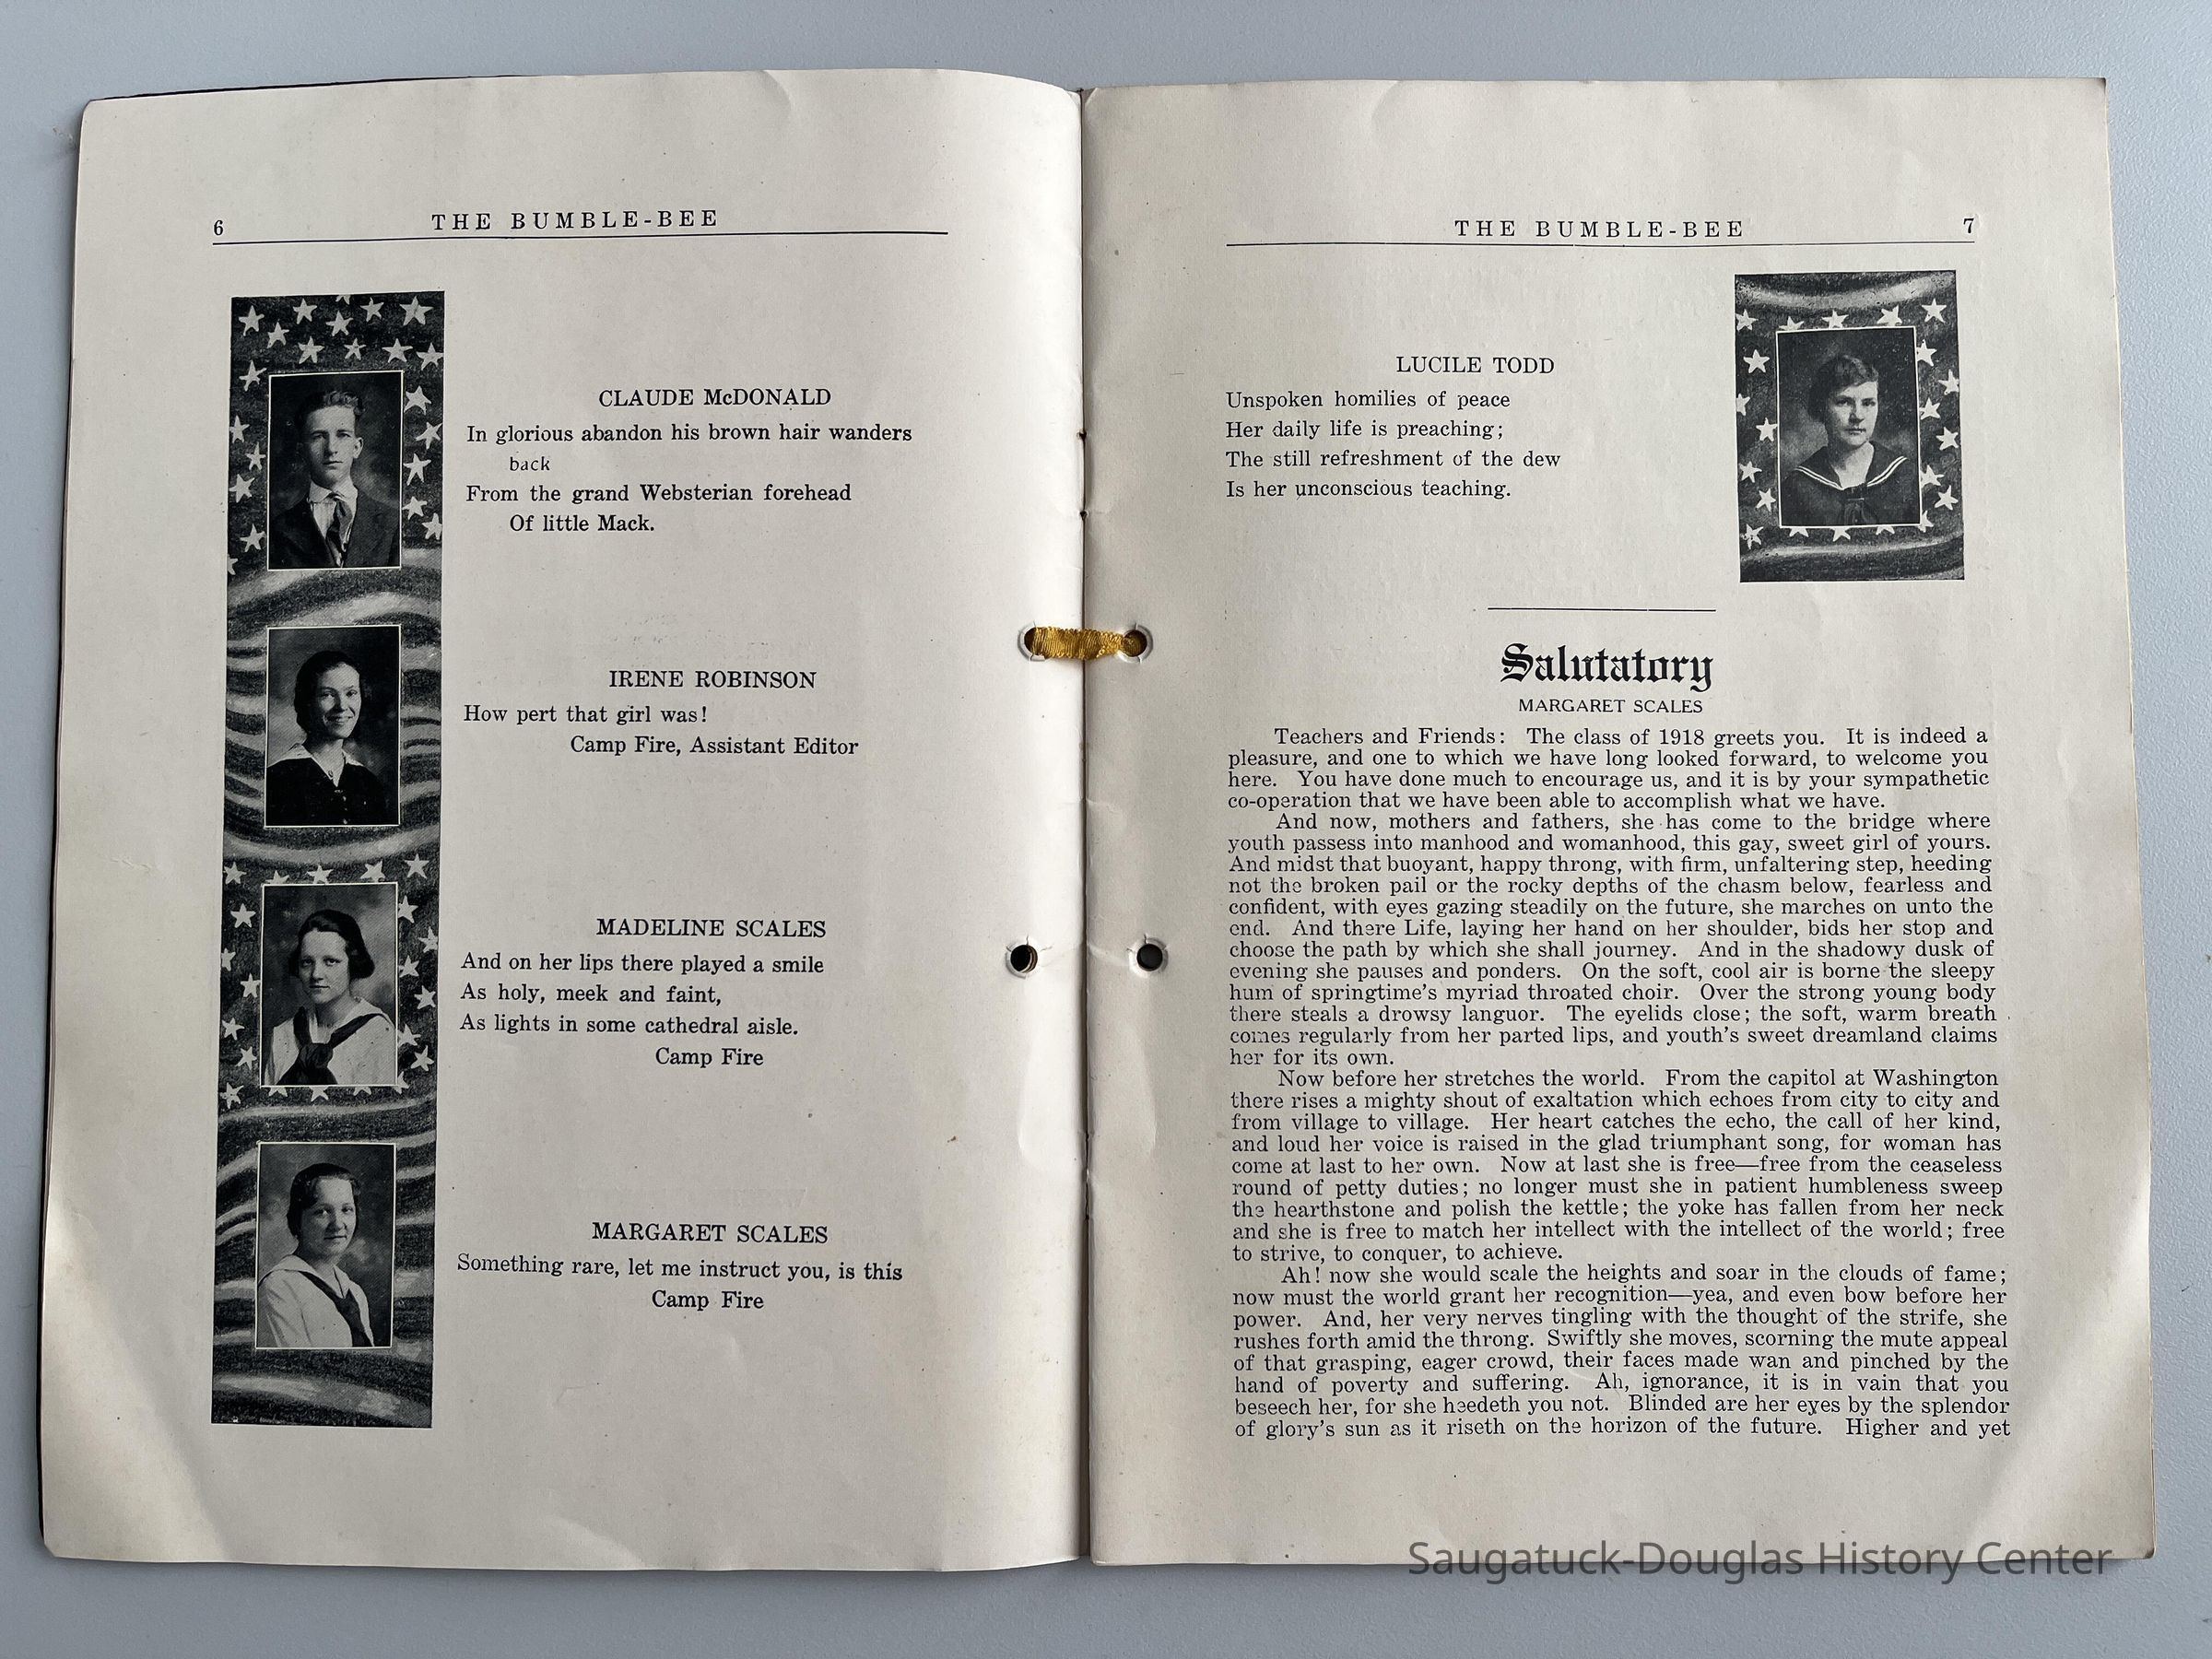 6
THE BUMBLE-BEE
CLAUDE McDONALD
In glorious abandon his brown hair wanders
back
From the grand Websterian forehead
Of little Mack.
IRENE ROBINSON
How pert that girl was!
Camp Fire, Assistant Editor
MADELINE SCALES
And on her lips there played a smile
As holy, meek and faint,
As lights in some cathedral aisle.
Camp Fire
MARGARET SCALES
Something rare, let me instruct you, is this
Camp Fire
THE BUMBLE-BEE
7
LUCILE TODD
Unspoken homilies of peace
Her daily life is preaching;
The still refreshment of the dew
Is her unconscious teaching.
Salutatory
MARGARET SCALES
Teachers and Friends: The class of 1918 greets you. It is indeed a
pleasure, and one to which we have long looked forward, to welcome you
here. You have done much to encourage us, and it is by your sympathetic
co-operation that we have been able to accomplish what we have.
And now, mothers and fathers, she has come to the bridge where
youth passess into manhood and womanhood, this gay, sweet girl of yours.
And midst that buoyant, happy throng, with firm, unfaltering step, heeding
not the broken pail or the rocky depths of the chasm below, fearless and
confident, with eyes gazing steadily on the future, she marches on unto the
end. And there Life, laying her hand on her shoulder, bids her stop and
choose the path by which she shall journey. And in the shadowy dusk of
evening she pauses and ponders. On the soft, cool air is borne the sleepy
hum of springtime's myriad throated choir. Over the strong young body
there steals a drowsy languor. The eyelids close; the soft, warm breath
comes regularly from her parted lips, and youth's sweet dreamland claims
her for its own.
Now before her stretches the world. From the capitol at Washington
there rises a mighty shout of exaltation which echoes from city to city and
from village to village. Her heart catches the echo, the call of her kind,
and loud her voice is raised in the glad triumphant song, for woman has
come at last to her own. Now at last she is free—free from the ceaseless
round of petty duties; no longer must she in patient humbleness sweep
the hearthstone and polish the kettle; the yoke has fallen from her neck
and she is free to match her intellect with the intellect of the world; free
to strive, to conquer, to achieve.
Ah! now she would scale the heights and soar in the clouds of fame;
now must the world grant her recognition—yea, and even bow before her
power. And, her very nerves tingling with the thought of the strife, she
rushes forth amid the throng. Swiftly she moves, scorning the mute appeal
of that grasping, eager crowd, their faces made wan and pinched by the
hand of poverty and suffering. Ah, ignorance, it is in vain that you
beseech her, for she heedeth you not. Blinded are her eyes by the splendor
of glory's sun as it riseth on the horizon of the future. Higher and yet
Saugatuck-Douglas History Center